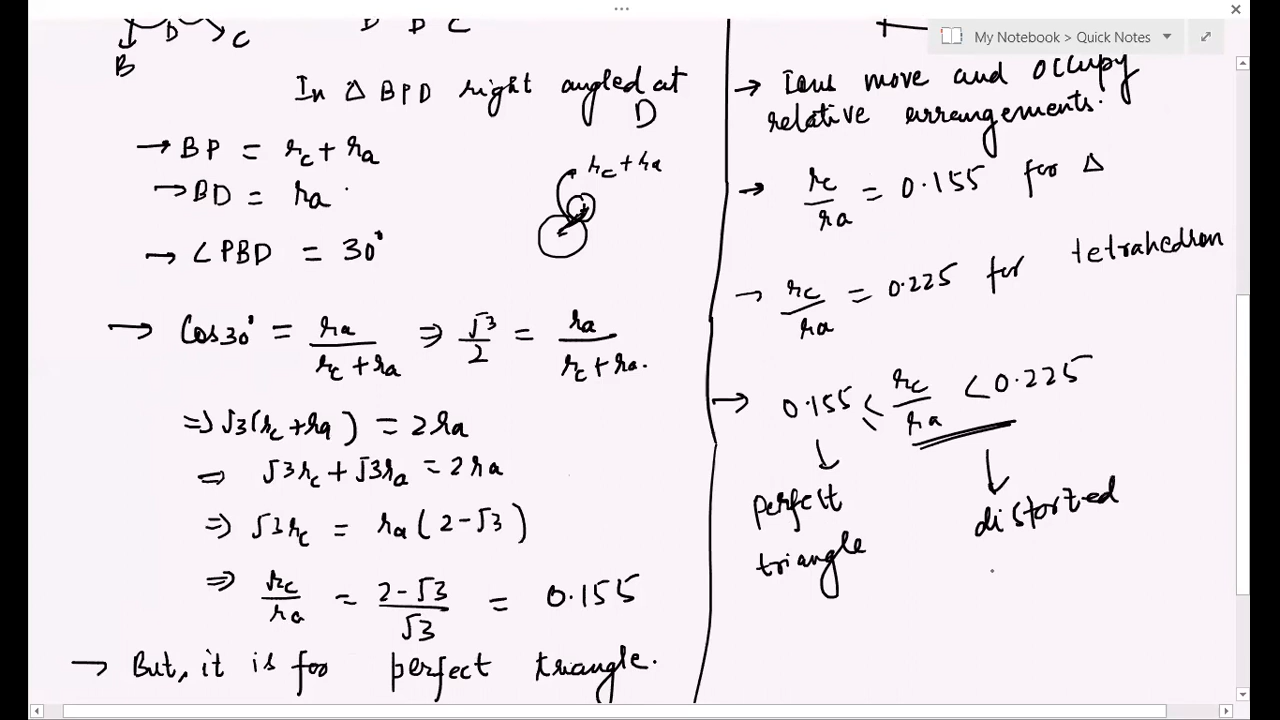 My Notebook > Quick Notes
B
D
C
D B C
In Δ BPD right angled at
D
→ BP = rc + ra
→ BD = ra
→ ∠PBD = 30°
rc + ra
→ Cos30° = ra / rc + ra ⇒ √3 / 2 = ra / rc + ra.
⇒ √3(rc + ra) = 2ra
⇒ √3rc + √3ra = 2ra
⇒ √3rc = ra(2-√3)
⇒ rc / ra = 2-√3 / √3 = 0.155
→ But, it is for perfect triangle.
→ Ions move and occupy
relative arrangements.
→ rc / ra = 0.155 for Δ
→ rc / ra = 0.225 for tetrahedron
→ 0.155 ≤ rc / ra < 0.225
perfect
triangle
distorted